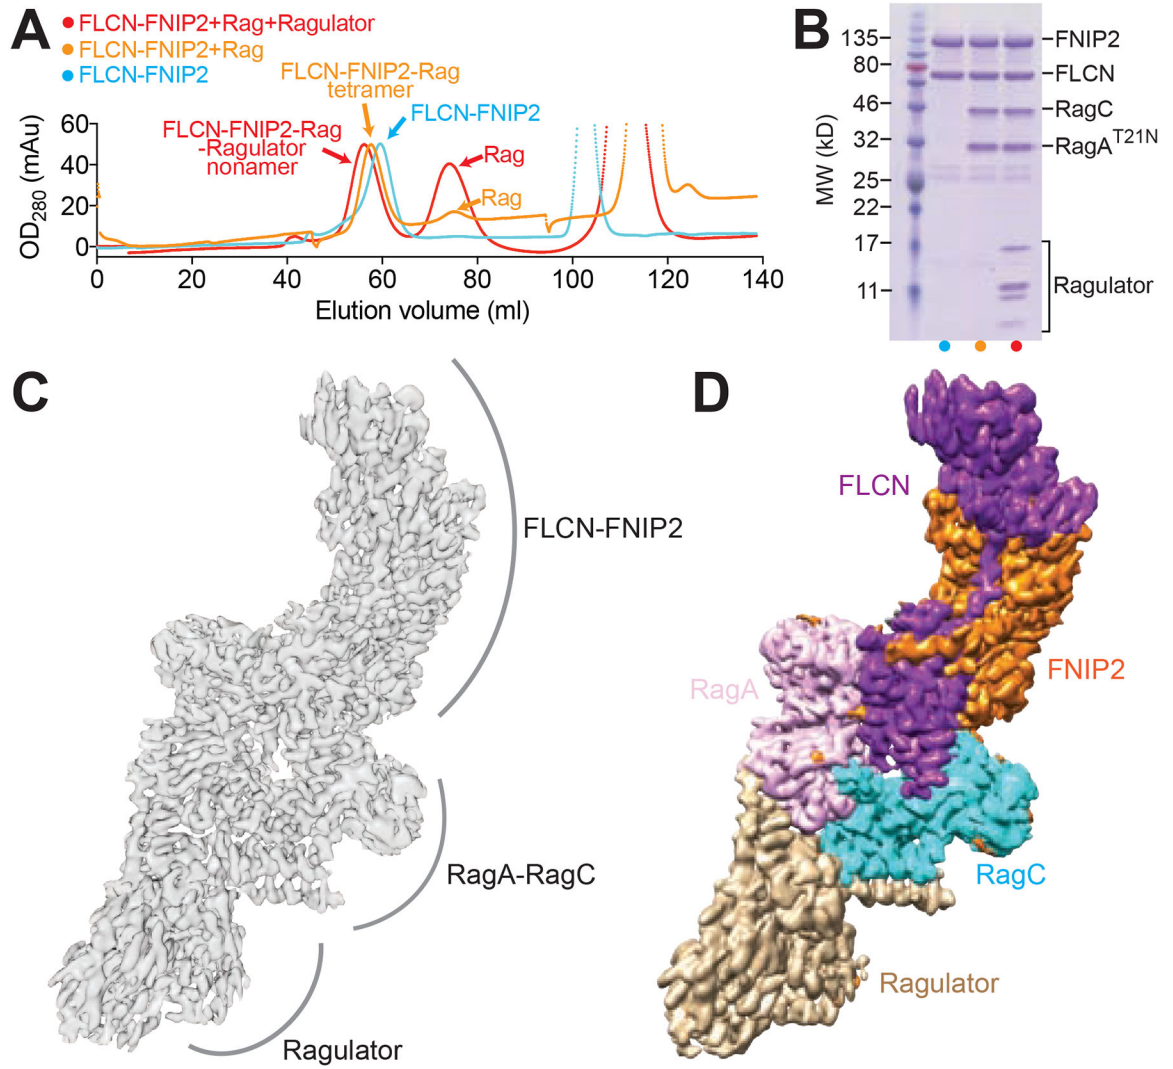 A
FLCN-FNIP2+Rag+Ragulator
FLCN-FNIP2+Rag
FLCN-FNIP2
FLCN-FNIP2-Rag
tetramer
FLCN-FNIP2
FLCN-FNIP2-Rag
-Ragulator
nonamer
Rag
Rag
OD280 (mAu)
60
40
20
0
0 20 40 60 80 100 120 140
Elution volume (ml)
B
MW (kD)
135
80
46
32
25
22
17
11
FNIP2
FLCN
RagC
RagA^T21N
Ragulator
C
FLCN-FNIP2
RagA-RagC
Ragulator
D
FLCN
RagA
FNIP2
RagC
Ragulator